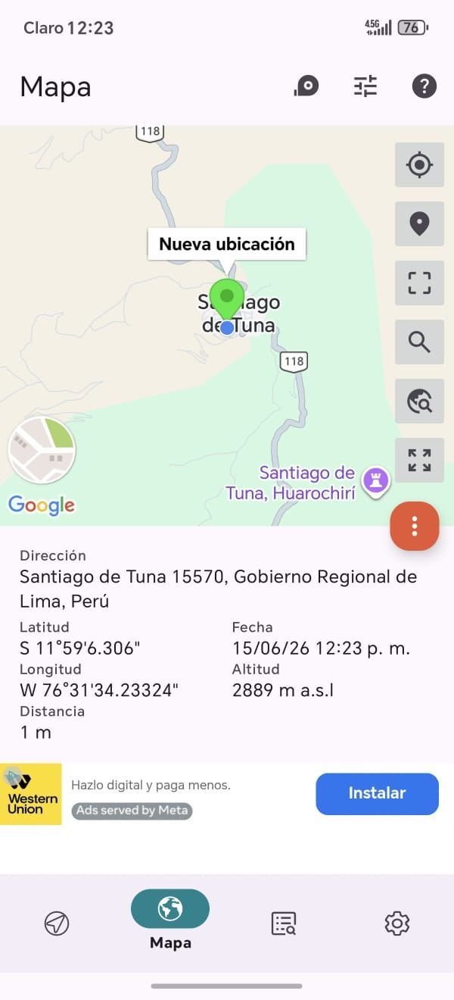 Claro 12:23
4.5G
76
Mapa
118
Nueva ubicación
Santiago
de Tuna
118
Santiago de
Tuna, Huarochirí
Google
Dirección
Santiago de Tuna 15570, Gobierno Regional de
Lima, Perú
Latitud
Fecha
S 11°59'6.306"
15/06/26 12:23 p. m.
Longitud
Altitud
W 76°31'34.23324"
2889 m a.s.l
Distancia
1 m
Western
Union
Hazlo digital y paga menos.
Ads served by Meta
Instalar
Mapa